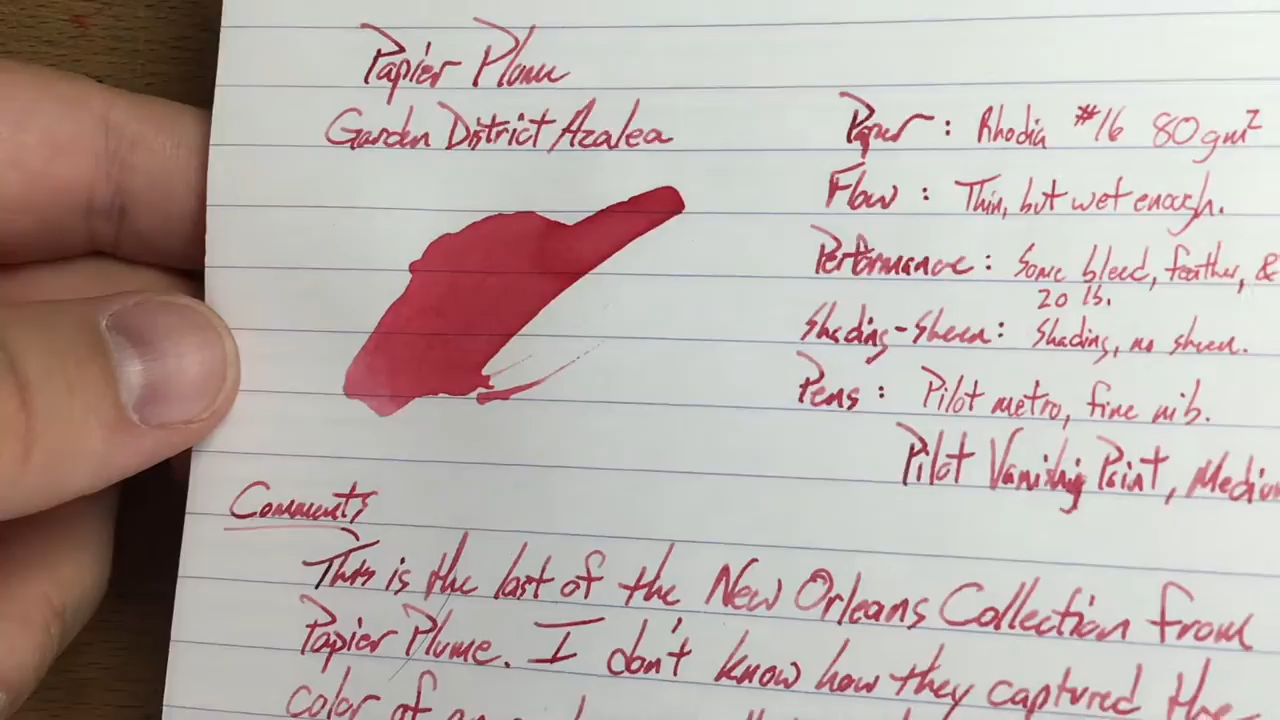 Papier Plume
Garden District Azalea
Paper : Rhodia #16 80gm²
Flow : Thin, but wet enough.
Performance : Some bleed, feather, &
20 lb.
Shading-Sheen : Shading, no sheen.
Pens : Pilot metro, fine nib.
Pilot Vanishing Point, Medium
Comments
This is the last of the New Orleans Collection from
Papier Plume. I don't know how they captured the
color of